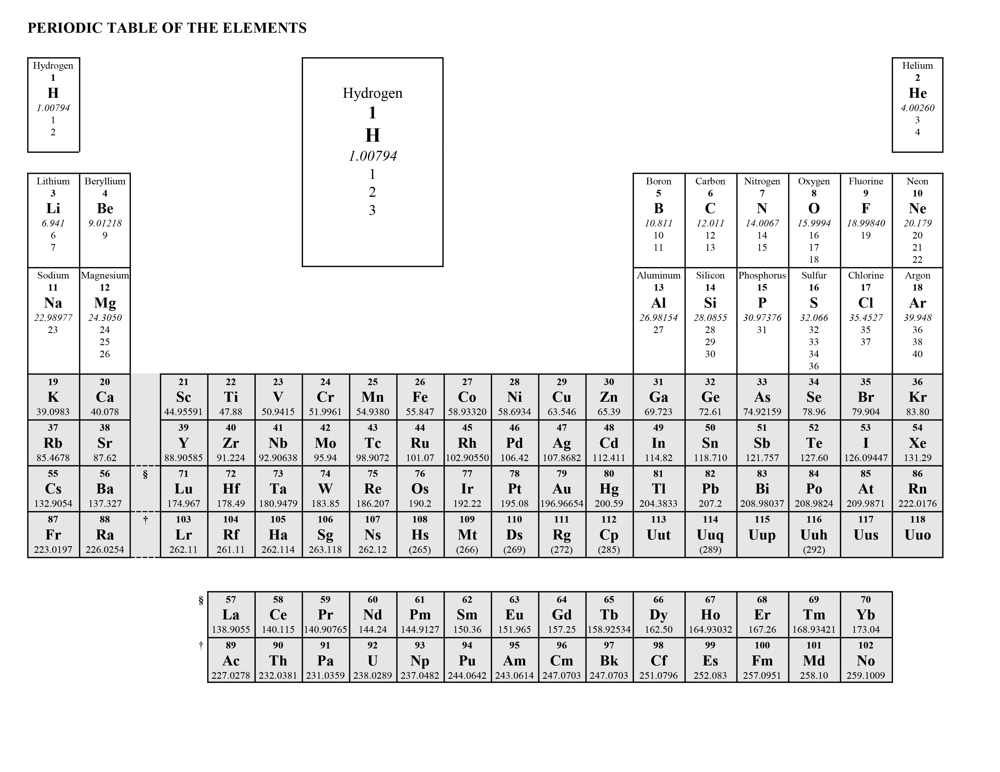 PERIODIC TABLE OF THE ELEMENTS
Hydrogen
1
H
1.00794
1
2
Hydrogen
1
H
1.00794
1
2
3
Helium
2
He
4.00260
3
4
Lithium
3
Li
6.941
6
7
Beryllium
4
Be
9.01218
9
Boron
5
B
10.811
10
11
Carbon
6
C
12.011
12
13
Nitrogen
7
N
14.0067
14
15
Oxygen
8
O
15.9994
16
17
18
Fluorine
9
F
18.99840
19
Neon
10
Ne
20.179
20
21
22
Sodium
11
Na
22.98977
23
Magnesium
12
Mg
24.3050
24
25
26
Aluminum
13
Al
26.98154
27
Silicon
14
Si
28.0855
28
29
30
Phosphorus
15
P
30.97376
31
Sulfur
16
S
32.066
32
33
34
36
Chlorine
17
Cl
35.4527
35
37
Argon
18
Ar
39.948
36
38
40
19 20 21 22 23 24 25 26 27 28 29 30 31 32 33 34 35 36
K Ca Sc Ti V Cr Mn Fe Co Ni Cu Zn Ga Ge As Se Br Kr
39.0983 40.078 44.95591 47.88 50.9415 51.9961 54.9380 55.847 58.93320 58.6934 63.546 65.39 69.723 72.61 74.92159 78.96 79.904 83.80
37 38 39 40 41 42 43 44 45 46 47 48 49 50 51 52 53 54
Rb Sr Y Zr Nb Mo Tc Ru Rh Pd Ag Cd In Sn Sb Te I Xe
85.4678 87.62 88.90585 91.224 92.90638 95.94 98.9072 101.07 102.90550 106.42 107.8682 112.411 114.82 118.710 121.757 127.60 126.09447 131.29
55 56 § 71 72 73 74 75 76 77 78 79 80 81 82 83 84 85 86
Cs Ba Lu Hf Ta W Re Os Ir Pt Au Hg Tl Pb Bi Po At Rn
132.9054 137.327 174.967 178.49 180.9479 183.85 186.207 190.2 192.22 195.08 196.96654 200.59 204.3833 207.2 208.98037 208.9824 209.9871 222.0176
87 88 † 103 104 105 106 107 108 109 110 111 112 113 114 115 116 117 118
Fr Ra Lr Rf Ha Sg Ns Hs Mt Ds Rg Cp Uut Uuq Uup Uuh Uus Uuo
223.0197 226.0254 262.11 261.11 262.114 263.118 262.12 (265) (266) (269) (272) (285) (289) (292)
§ 57 58 59 60 61 62 63 64 65 66 67 68 69 70
La Ce Pr Nd Pm Sm Eu Gd Tb Dy Ho Er Tm Yb
138.9055 140.115 140.90765 144.24 144.9127 150.36 151.965 157.25 158.92534 162.50 164.93032 167.26 168.93421 173.04
† 89 90 91 92 93 94 95 96 97 98 99 100 101 102
Ac Th Pa U Np Pu Am Cm Bk Cf Es Fm Md No
227.0278 232.0381 231.0359 238.0289 237.0482 244.0642 243.0614 247.0703 247.0703 251.0796 252.083 257.0951 258.10 259.1009